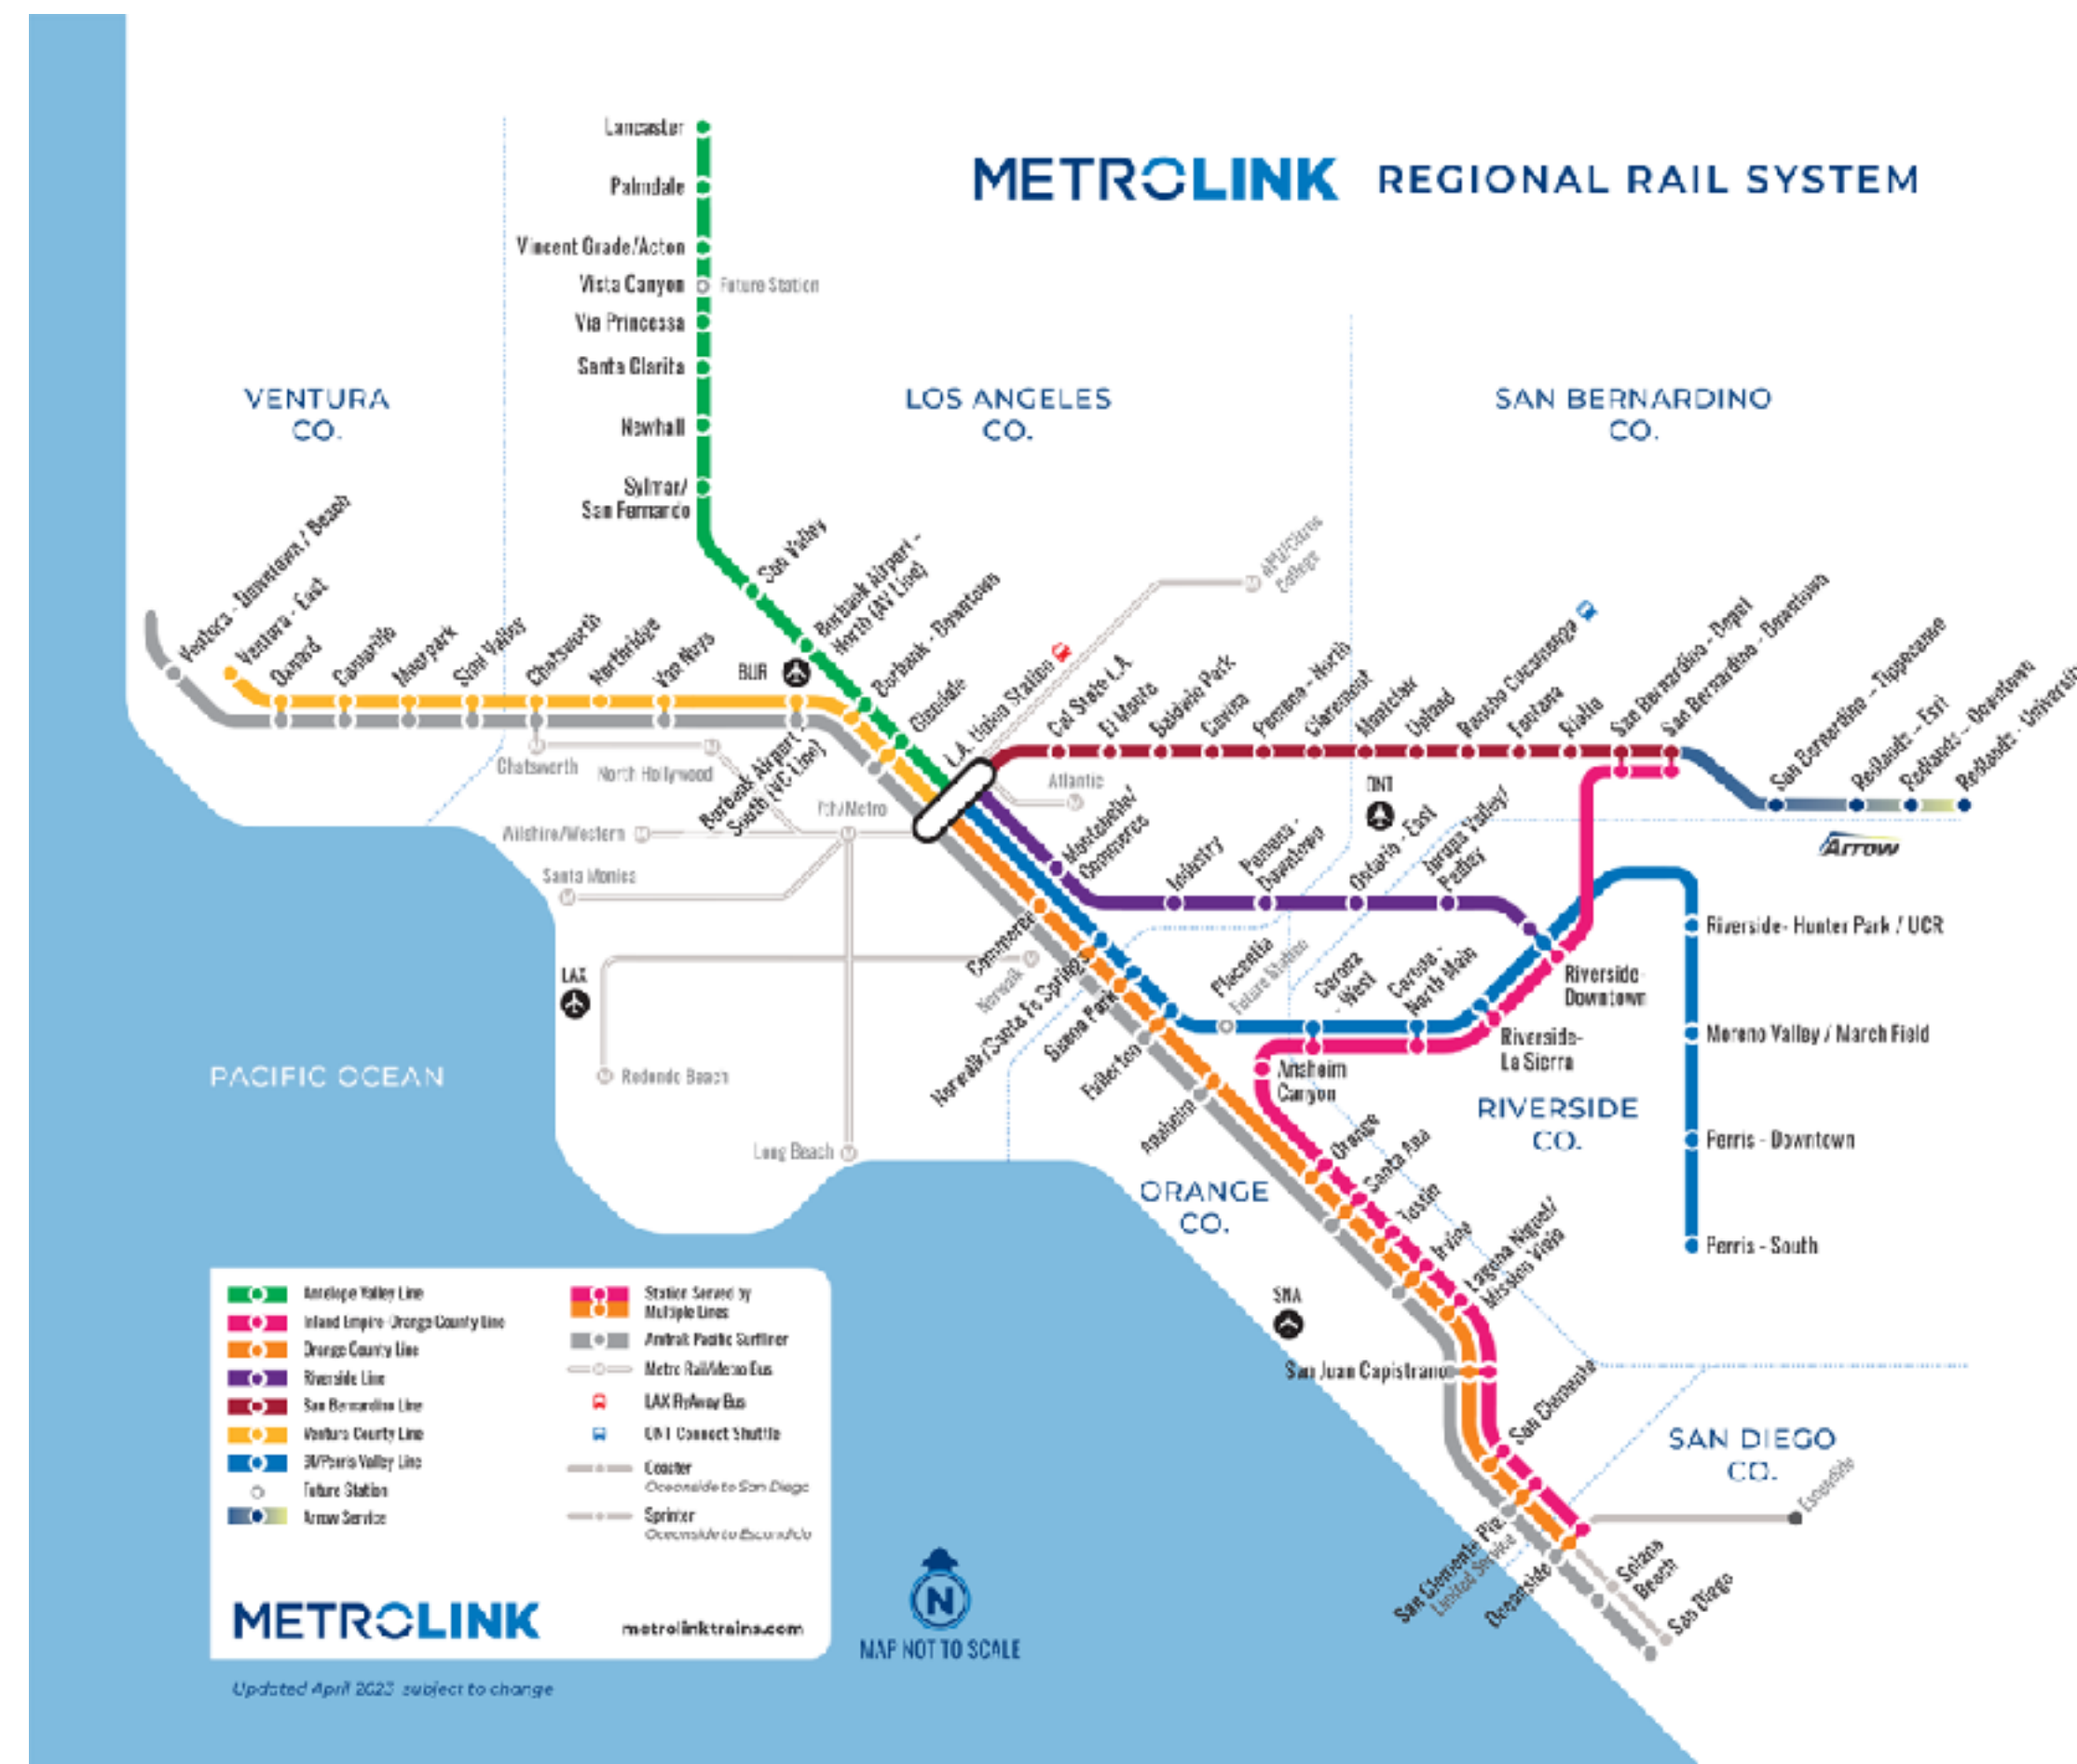 METROLINK REGIONAL RAIL SYSTEM
Lancaster
Palmdale
Vincent Grade/Acton
Vista Canyon
Future Station
Via Princessa
Santa Clarita
Newhall
Sylmar/
San Fernando
VENTURA
CO.
LOS ANGELES
CO.
SAN BERNARDINO
CO.
Ventura - Downtown / Beach
Ventura - East
Oxnard
Camarillo
Moorpark
Simi Valley
Chatsworth
Northridge
Van Nuys
BUR
Sun Valley
Burbank Airport -
North (AV Line)
Burbank - Downtown
Glendale
L.A. Union Station
Burbank Airport -
South (VC Line)
Chatsworth
North Hollywood
7th/Metro
Wilshire/Western
Santa Monica
LAX
Redondo Beach
Long Beach
Norwalk
Atlantic
APU/Citrus
College
Cal State L.A.
El Monte
Baldwin Park
Covina
Pomona - North
Claremont
Montclair
Upland
Rancho Cucamonga
Fontana
Rialto
San Bernardino - Depot
San Bernardino - Downtown
San Bernardino - Tippecanoe
Redlands - Esri
Redlands - Downtown
Redlands - Universit
Arrow
ONT
Montebello/
Commerce
Industry
Pomona -
Downtown
Ontario - East
Jurupa Valley/
Pedley
Commerce
Norwalk/Santa Fe Springs
Buena Park
Fullerton
Anaheim
Placentia
Future Station
Corona
- West
Corona -
North Main
Riverside-
Downtown
Riverside-
La Sierra
Riverside- Hunter Park / UCR
Moreno Valley / March Field
Perris - Downtown
Perris - South
Anaheim
Canyon
RIVERSIDE
CO.
ORANGE
CO.
PACIFIC OCEAN
Orange
Santa Ana
Tustin
Irvine
Laguna Niguel/
Mission Viejo
SNA
San Juan Capistrano
San Clemente
SAN DIEGO
CO.
Escondido
San Clemente Pier
Limited Service
Oceanside
Solana
Beach
San Diego
Antelope Valley Line
Inland Empire-Orange County Line
Orange County Line
Riverside Line
San Bernardino Line
Ventura County Line
91/Perris Valley Line
Future Station
Arrow Service
Station Served by
Multiple Lines
Amtrak Pacific Surfliner
Metro Rail/Metro Bus
LAX FlyAway Bus
ONT Connect Shuttle
Coaster
Oceanside to San Diego
Sprinter
Oceanside to Escondido
METROLINK
metrolinktrains.com
N
MAP NOT TO SCALE
Updated April 2023 subject to change